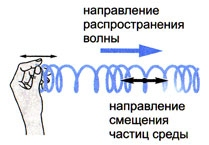 направление
распространения
волны
направление
смещения
частиц среды